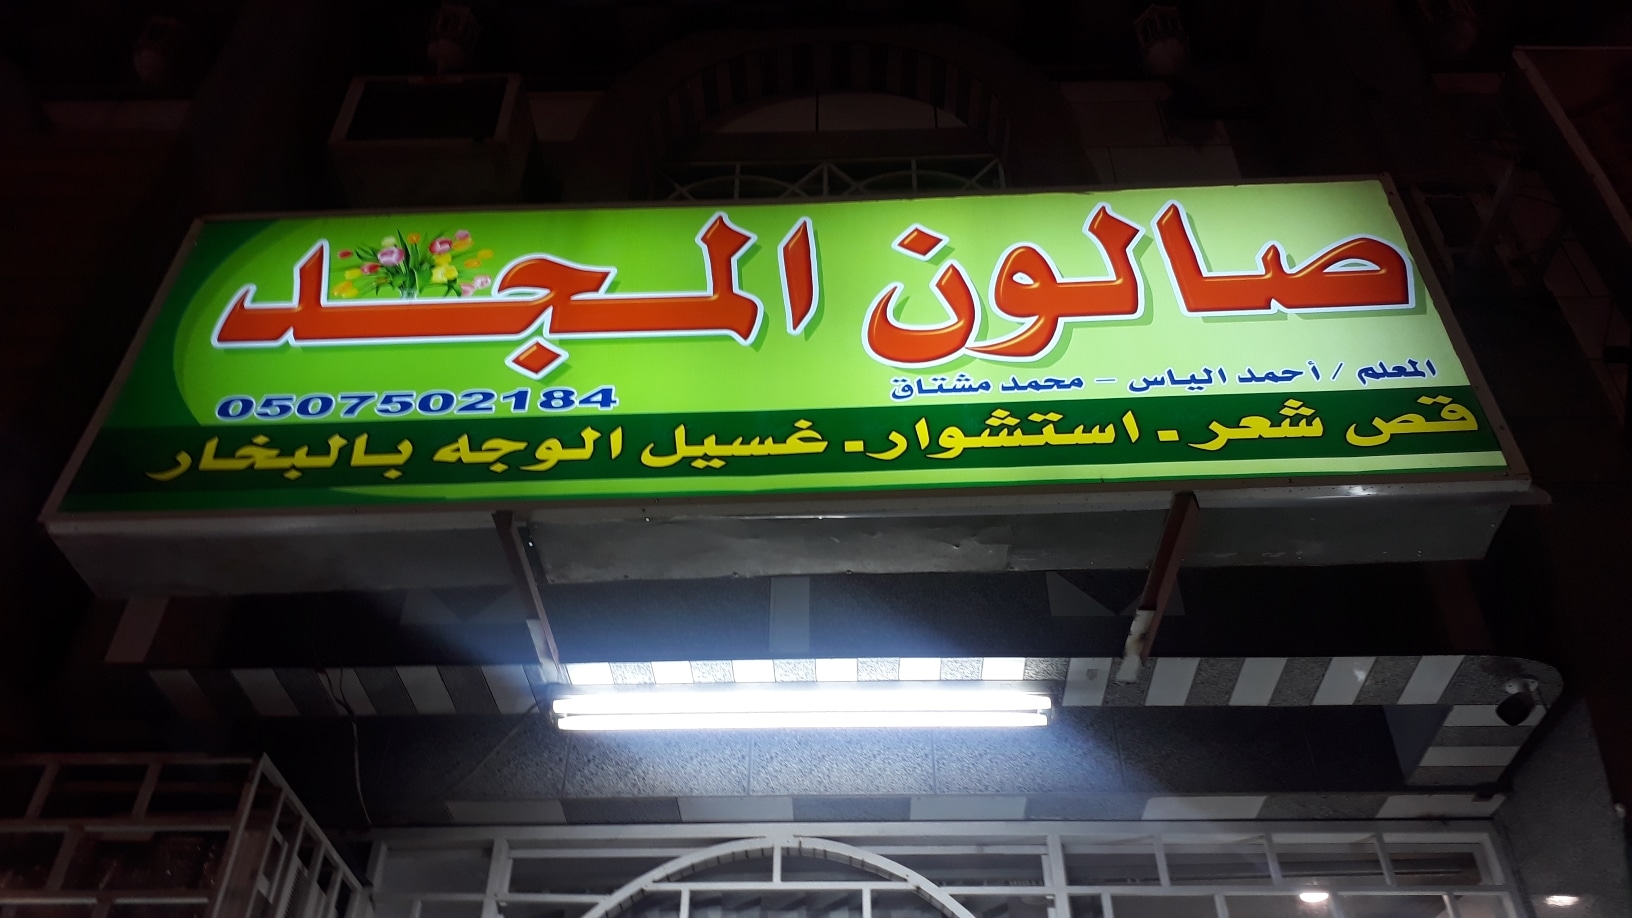 صالون المجد
المعلم / أحمد الياس - محمد مشتاق
0507502184
قص شعر - استشوار - غسيل الوجه بالبخار